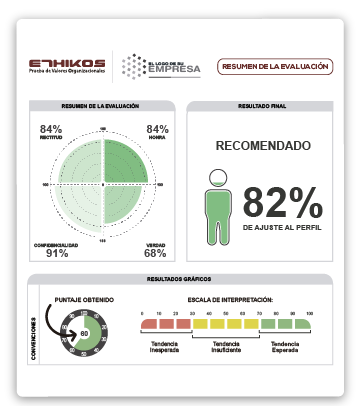 ETHIKOS
Prueba de Valores Organizacionales
EL LOGO DE SU
EMPRESA
RESUMEN DE LA EVALUACIÓN
RESUMEN DE LA EVALUACIÓN
84%
RECTITUD
84%
HONRA
100
100
0
100
100
CONFIDENCIALIDAD
91%
VERDAD
68%
RESULTADO FINAL
RECOMENDADO
82%
DE AJUSTE AL PERFIL
RESULTADOS GRÁFICOS
CONVENCIONES
PUNTAJE OBTENIDO
60
ESCALA DE INTERPRETACIÓN:
0 10 20 30 40 50 60 70 80 90 100
Tendencia
Inesperada
Tendencia
Insuficiente
Tendencia
Esperada